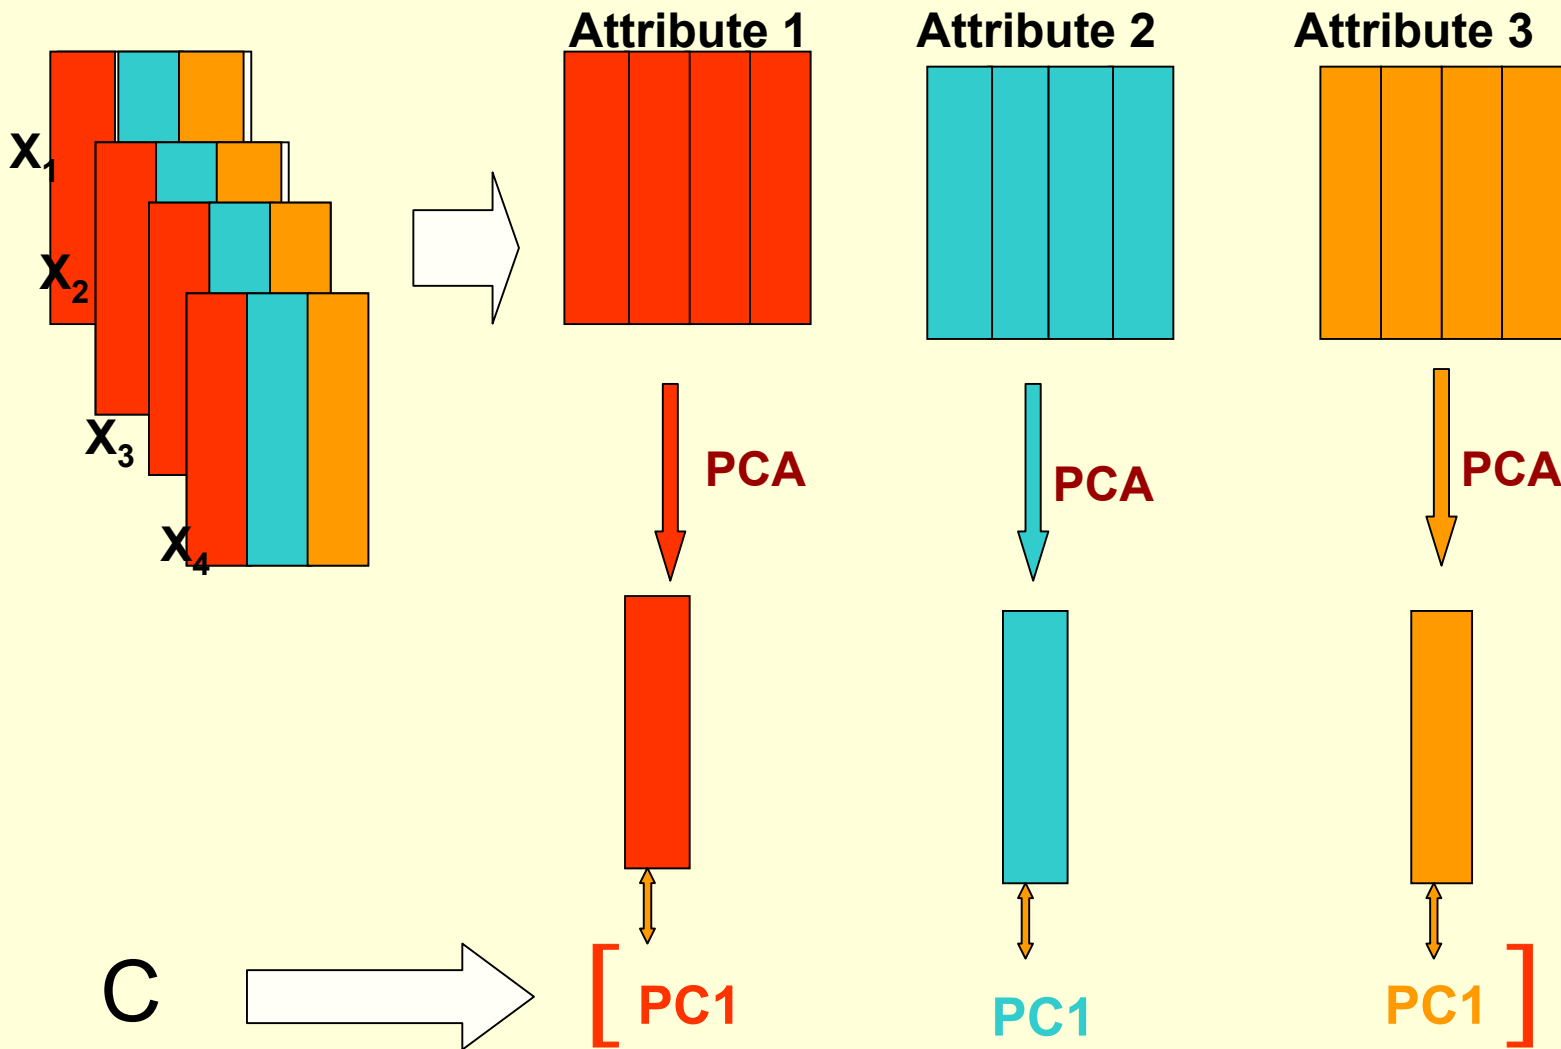 Attribute 1 Attribute 2 Attribute 3
X₁
X₂
X₃
X₄
PCA PCA PCA
C [ PC1 PC1 PC1 ]